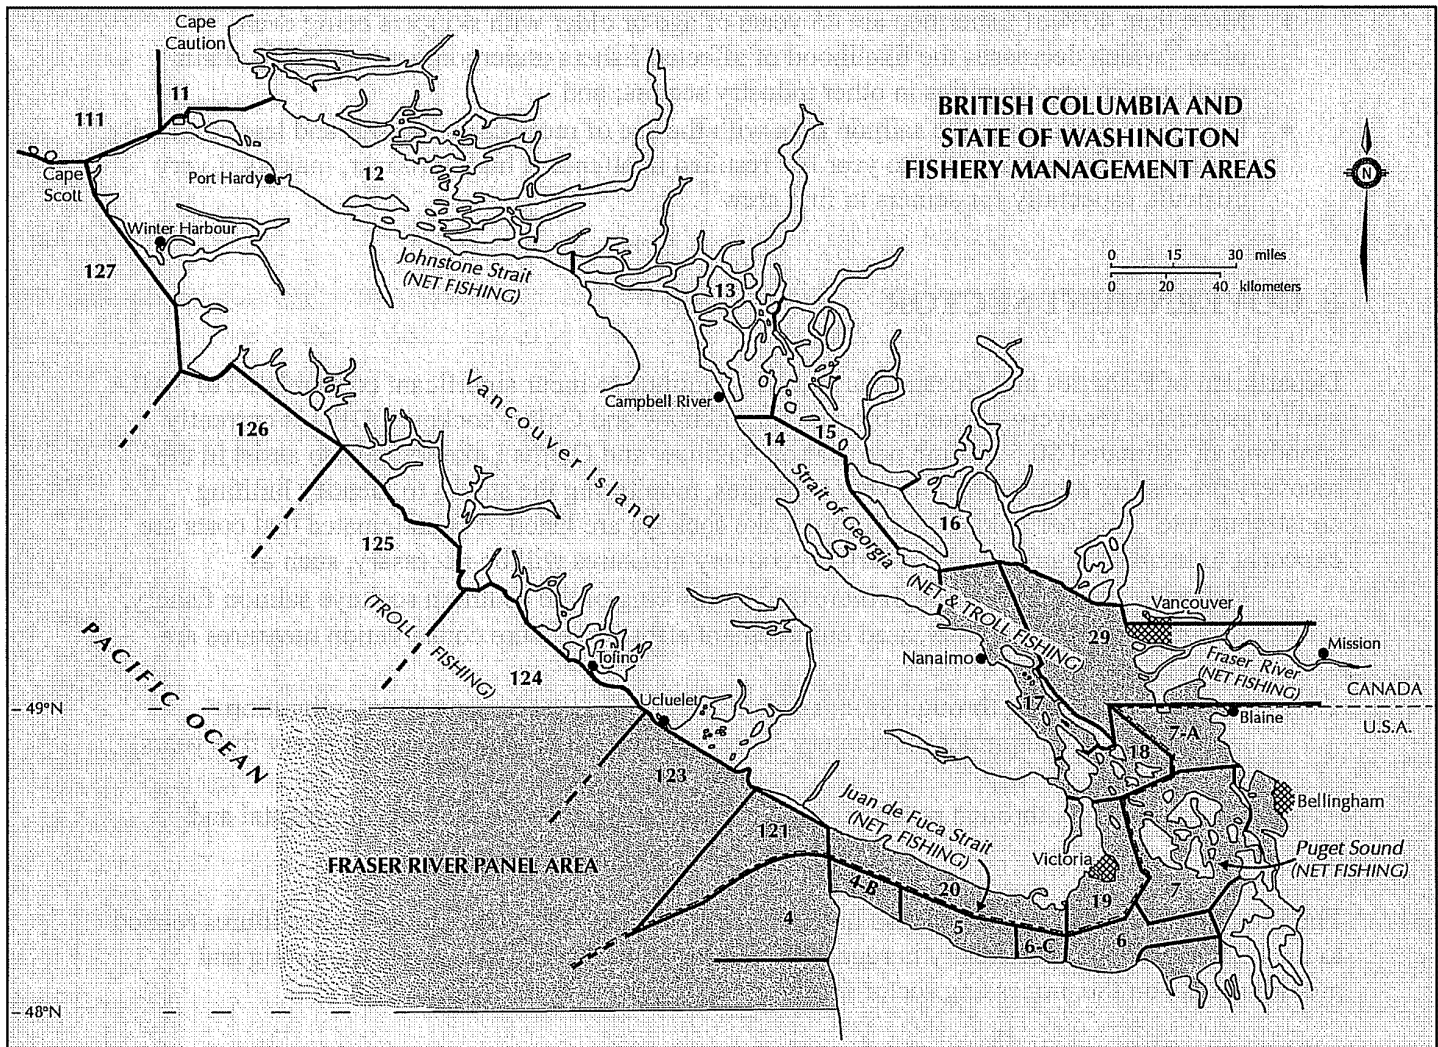 Cape
Caution
11
111
BRITISH COLUMBIA AND
STATE OF WASHINGTON
FISHERY MANAGEMENT AREAS
N
Cape
Scott
Port Hardy
12
Winter Harbour
127
Johnstone Strait
(NET FISHING)
13
0 15 30 miles
0 20 40 kilometers
Vancouver Island
Campbell River
126
14
15
Strait of Georgia
16
125
(NET & TROLL FISHING)
(TROLL FISHING)
Vancouver
29
Mission
Fraser River
(NET FISHING)
PACIFIC OCEAN
Tofino
124
Nanaimo
Ucluelet
17
CANADA
49°N
Blaine
U.S.A.
7-A
18
123
Juan de Fuca Strait
(NET FISHING)
Bellingham
121
FRASER RIVER PANEL AREA
Victoria
Puget Sound
(NET FISHING)
4-B
20
19
7
4
5
6-C
6
48°N